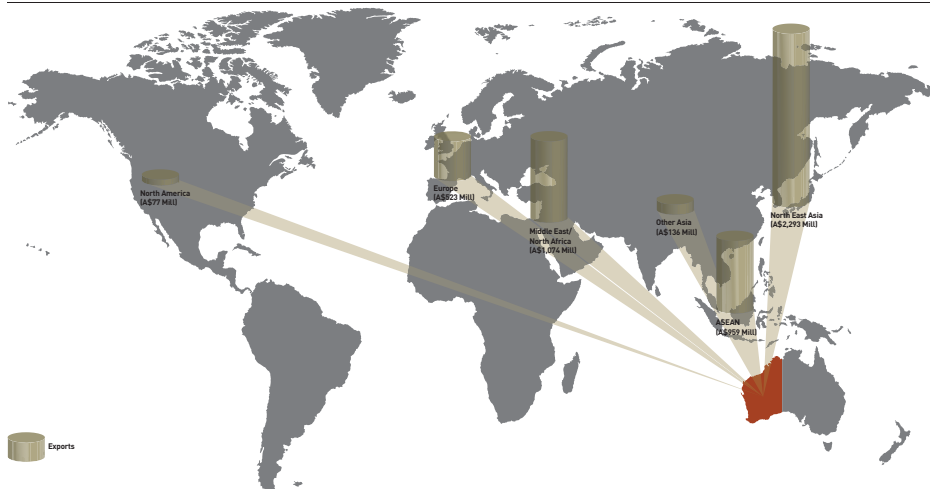 North America
(A$77 Mill)
Europe
(A$523 Mill)
Middle East/
North Africa
(A$1,074 Mill)
Other Asia
(A$136 Mill)
North East Asia
(A$2,293 Mill)
ASEAN
(A$959 Mill)
Exports